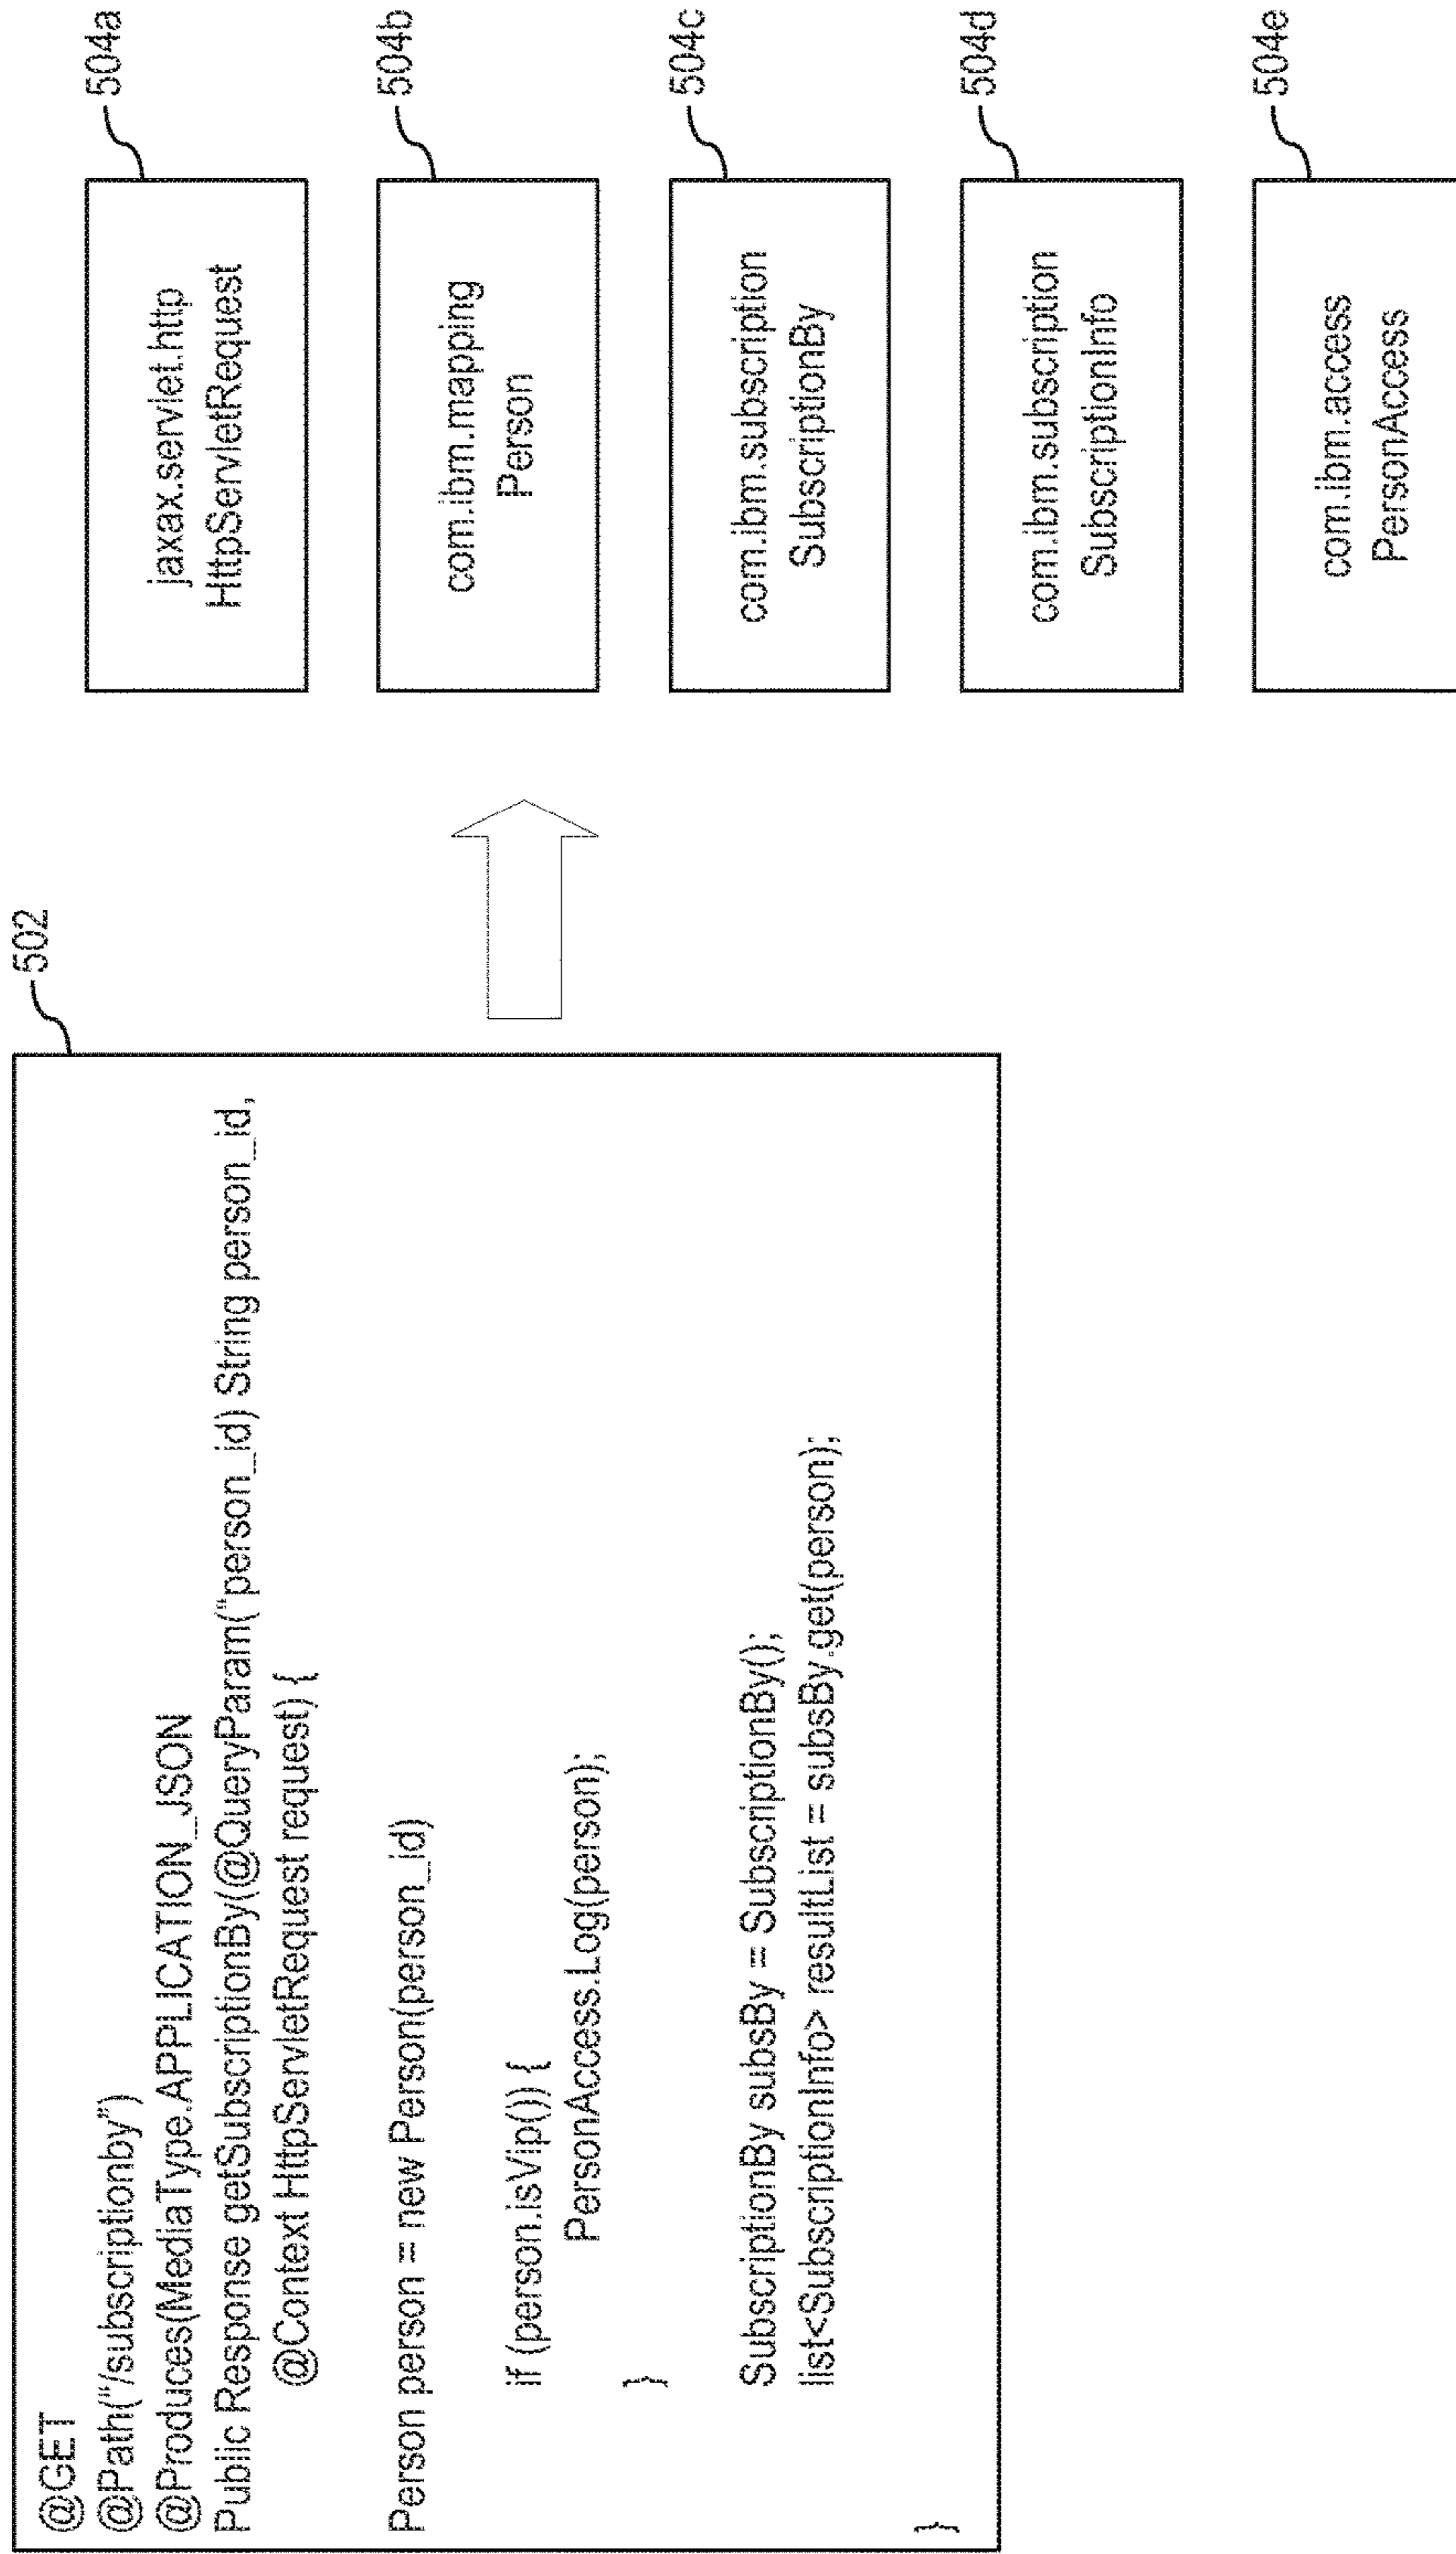 502
@GET
@Path(“/subscriptionby”)
@Produces(MediaType.APPLICATION_JSON
Public Response getSubscriptionBy(@QueryParam(“person_id) String person_id,
@Context HttpServletRequest request) {
Person person = new Person(person_id)
if (person.isVip()) {
PersonAccess.Log(person);
}
SubscriptionBy subsBy = SubscriptionBy();
list<SubscriptionInfo> resultList = subsBy.get(person);
}
504a
jaxax.servlet.http
HttpServletRequest
504b
com.ibm.mapping
Person
504c
com.ibm.subscription
SubscriptionBy
504d
com.ibm.subscription
SubscriptionInfo
504e
com.ibm.access
PersonAccess